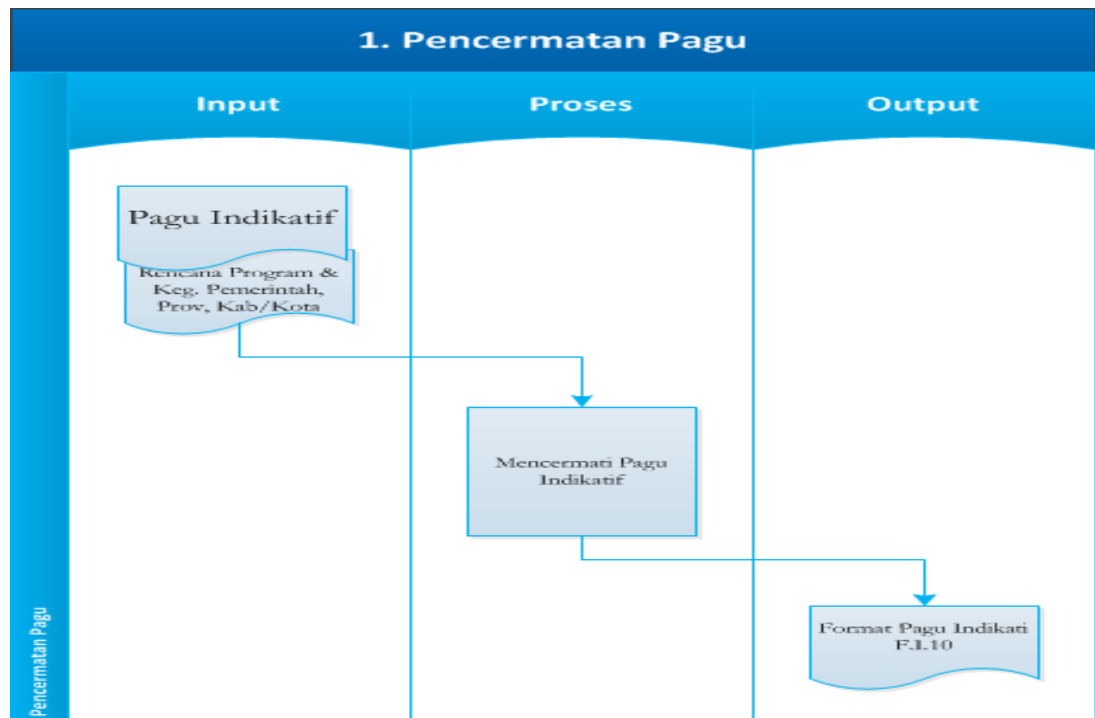 1. Pencermatan Pagu
Input
Proses
Output
Pagu Indikatif
Rencana Program &
Keg. Pemerintah,
Prov, Kab/Kota
Mencermati Pagu
Indikatif
Format Pagu Indikati
F.I.10
Pencermatan Pagu